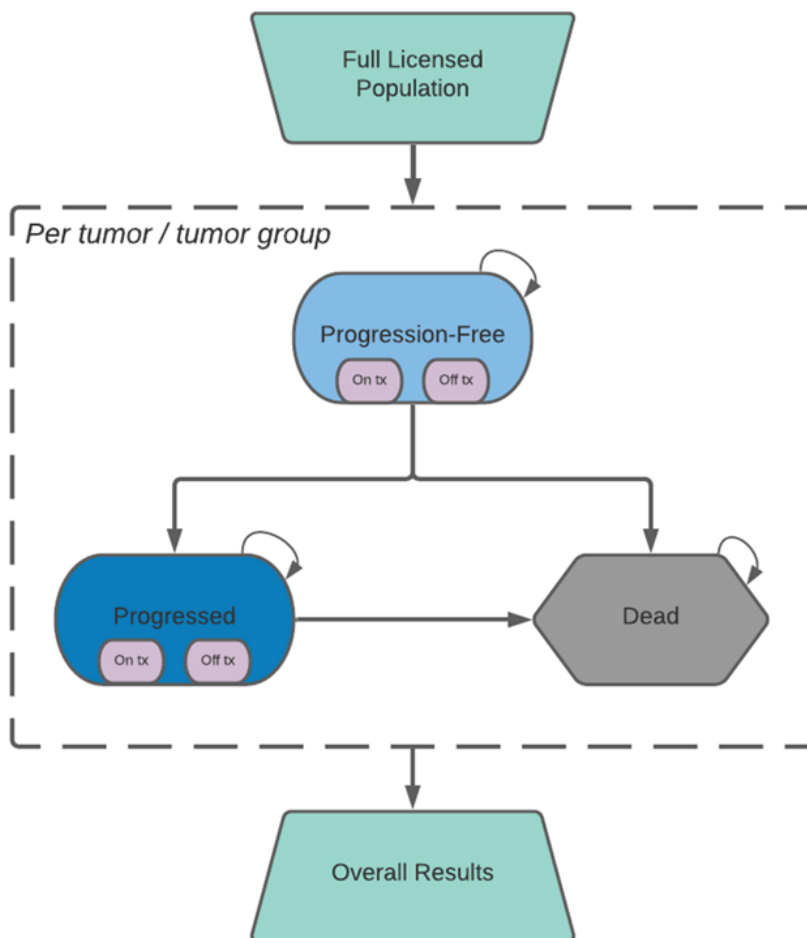 Full Licensed
Population
Per tumor / tumor group
Progression-Free
On tx
Off tx
Progressed
On tx
Off tx
Dead
Overall Results